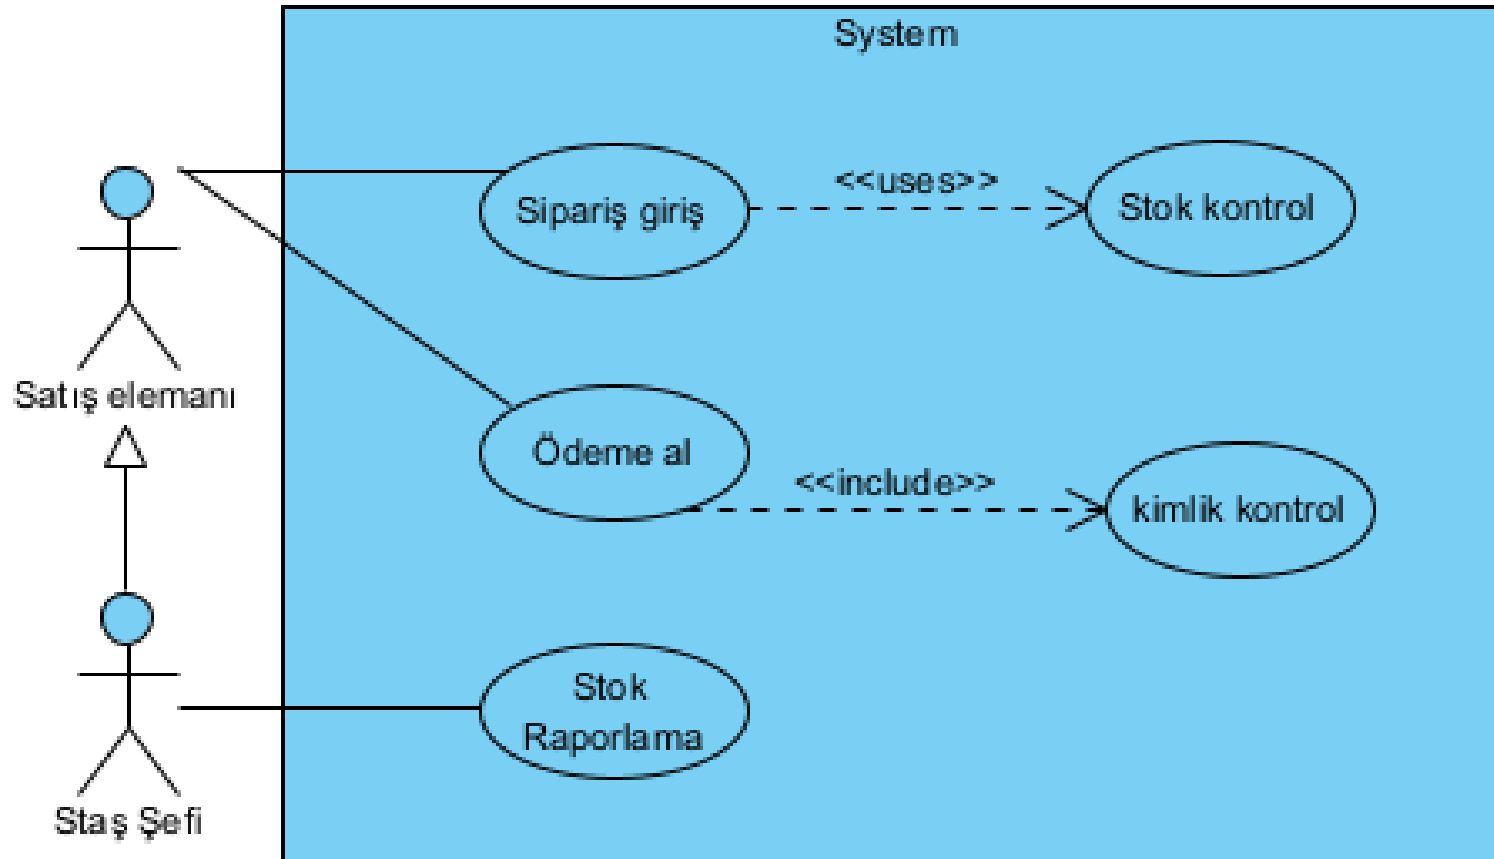 System
Sipariş giriş
<<uses>>
Stok kontrol
Satış elemanı
Ödeme al
<<include>>
kimlik kontrol
Stok
Raporlama
Staş Şefi